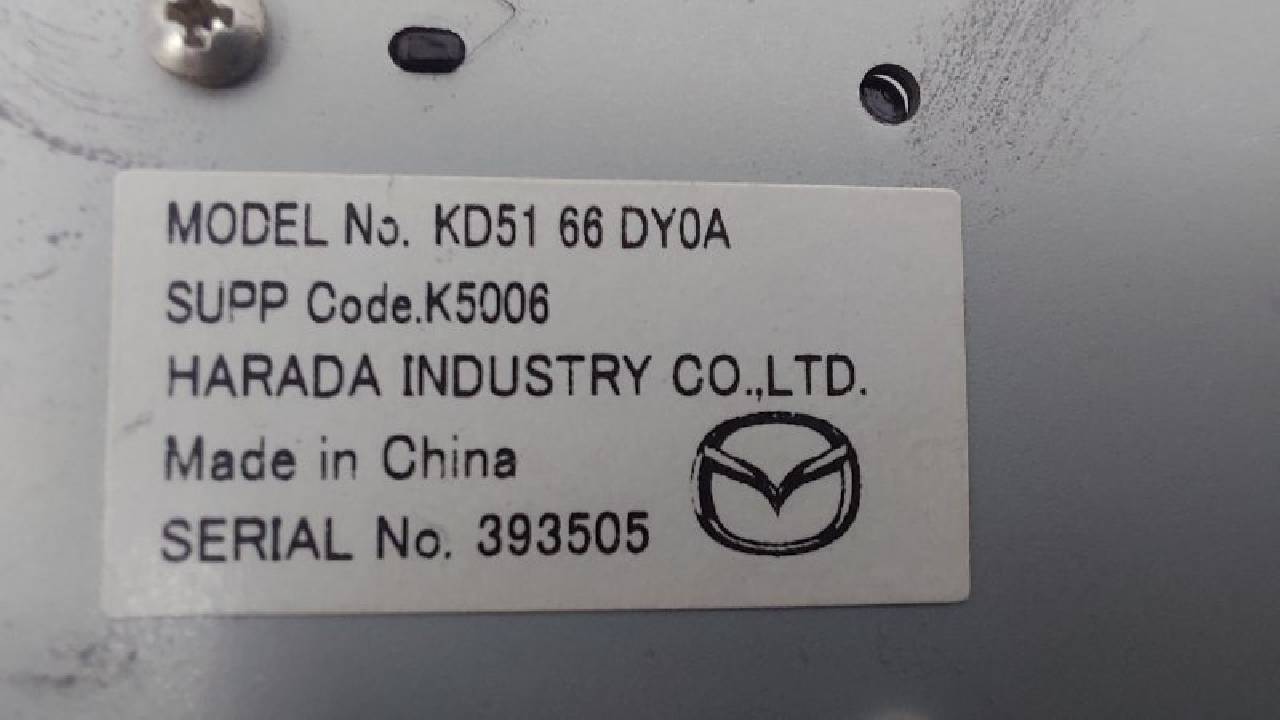 MODEL No. KD51 66 DY0A
SUPP Code.K5006
HARADA INDUSTRY CO.,LTD.
Made in China
SERIAL No. 393505